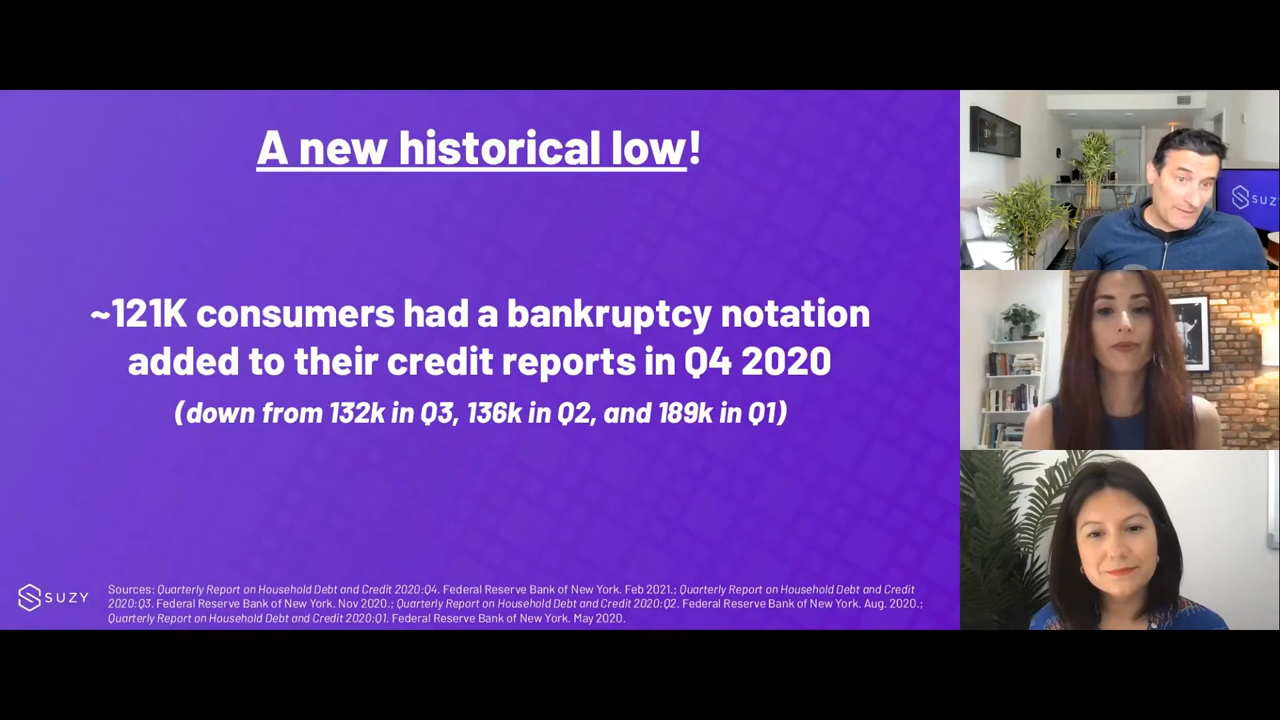 A new historical low!
~121K consumers had a bankruptcy notation
added to their credit reports in Q4 2020
(down from 132k in Q3, 136k in Q2, and 189k in Q1)
SUZY
Sources: Quarterly Report on Household Debt and Credit 2020:Q4. Federal Reserve Bank of New York. Feb 2021.; Quarterly Report on Household Debt and Credit
2020:Q3. Federal Reserve Bank of New York. Nov 2020.; Quarterly Report on Household Debt and Credit 2020:Q2. Federal Reserve Bank of New York. Aug. 2020.;
Quarterly Report on Household Debt and Credit 2020:Q1. Federal Reserve Bank of New York. May 2020.
SUZ